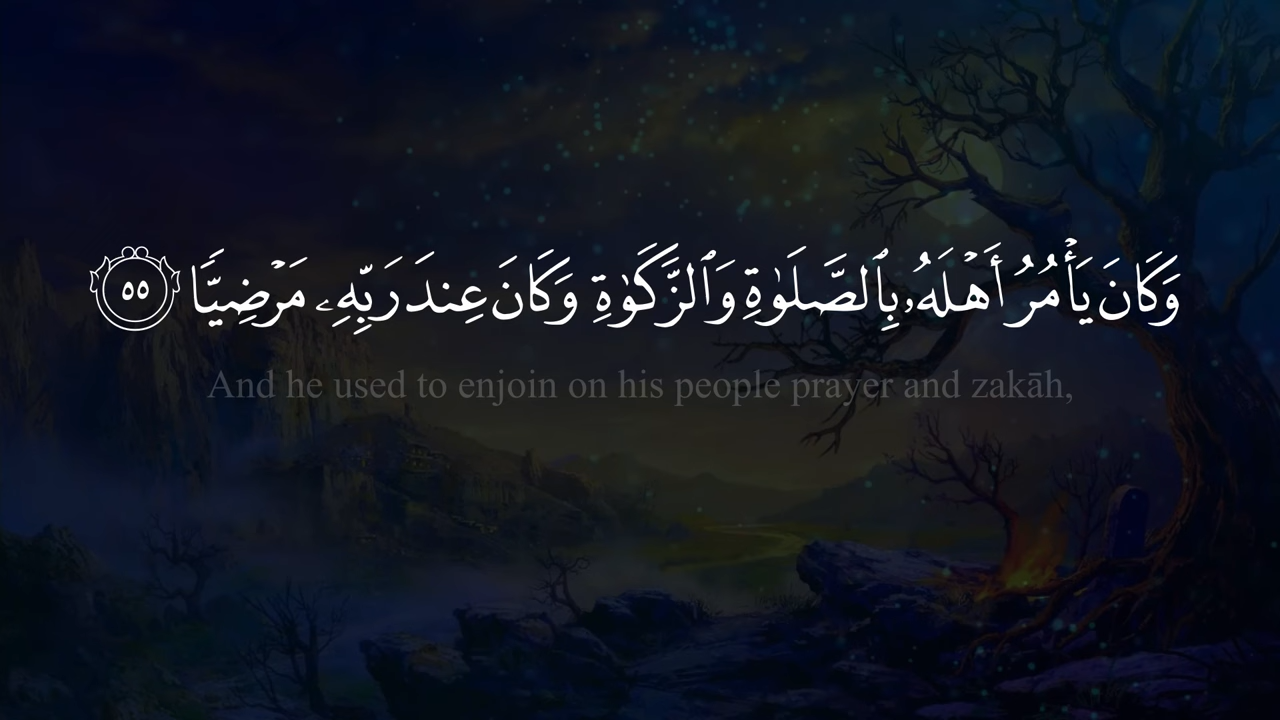 وَكَانَ يَأْمُرُ أَهْلَهُۥ بِٱلصَّلَوٰةِ وَٱلزَّكَوٰةِ وَكَانَ عِندَ رَبِّهِۦ مَرْضِيًّا ٥٥
And he used to enjoin on his people prayer and zakāh,